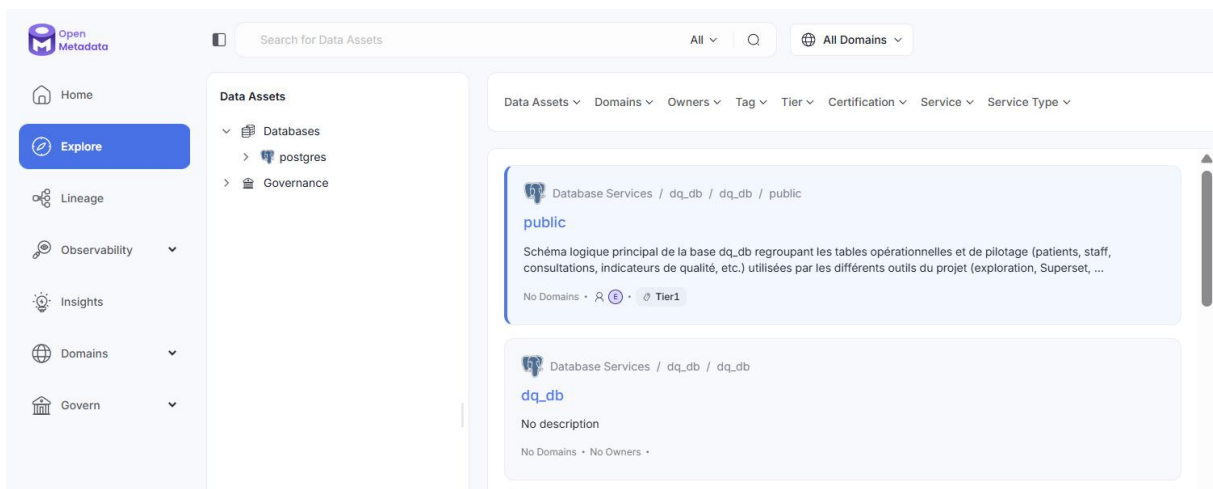 Open
Metadata
Search for Data Assets
All
All Domains
Home
Explore
Lineage
Observability
Insights
Domains
Govern
Data Assets
Databases
postgres
Governance
Data Assets Domains Owners Tag Tier Certification Service Service Type
Database Services / dq_db / dq_db / public
public
Schéma logique principal de la base dq_db regroupant les tables opérationnelles et de pilotage (patients, staff,
consultations, indicateurs de qualité, etc.) utilisées par les différents outils du projet (exploration, Superset, ...
No Domains • E • Tier1
Database Services / dq_db / dq_db
dq_db
No description
No Domains • No Owners •